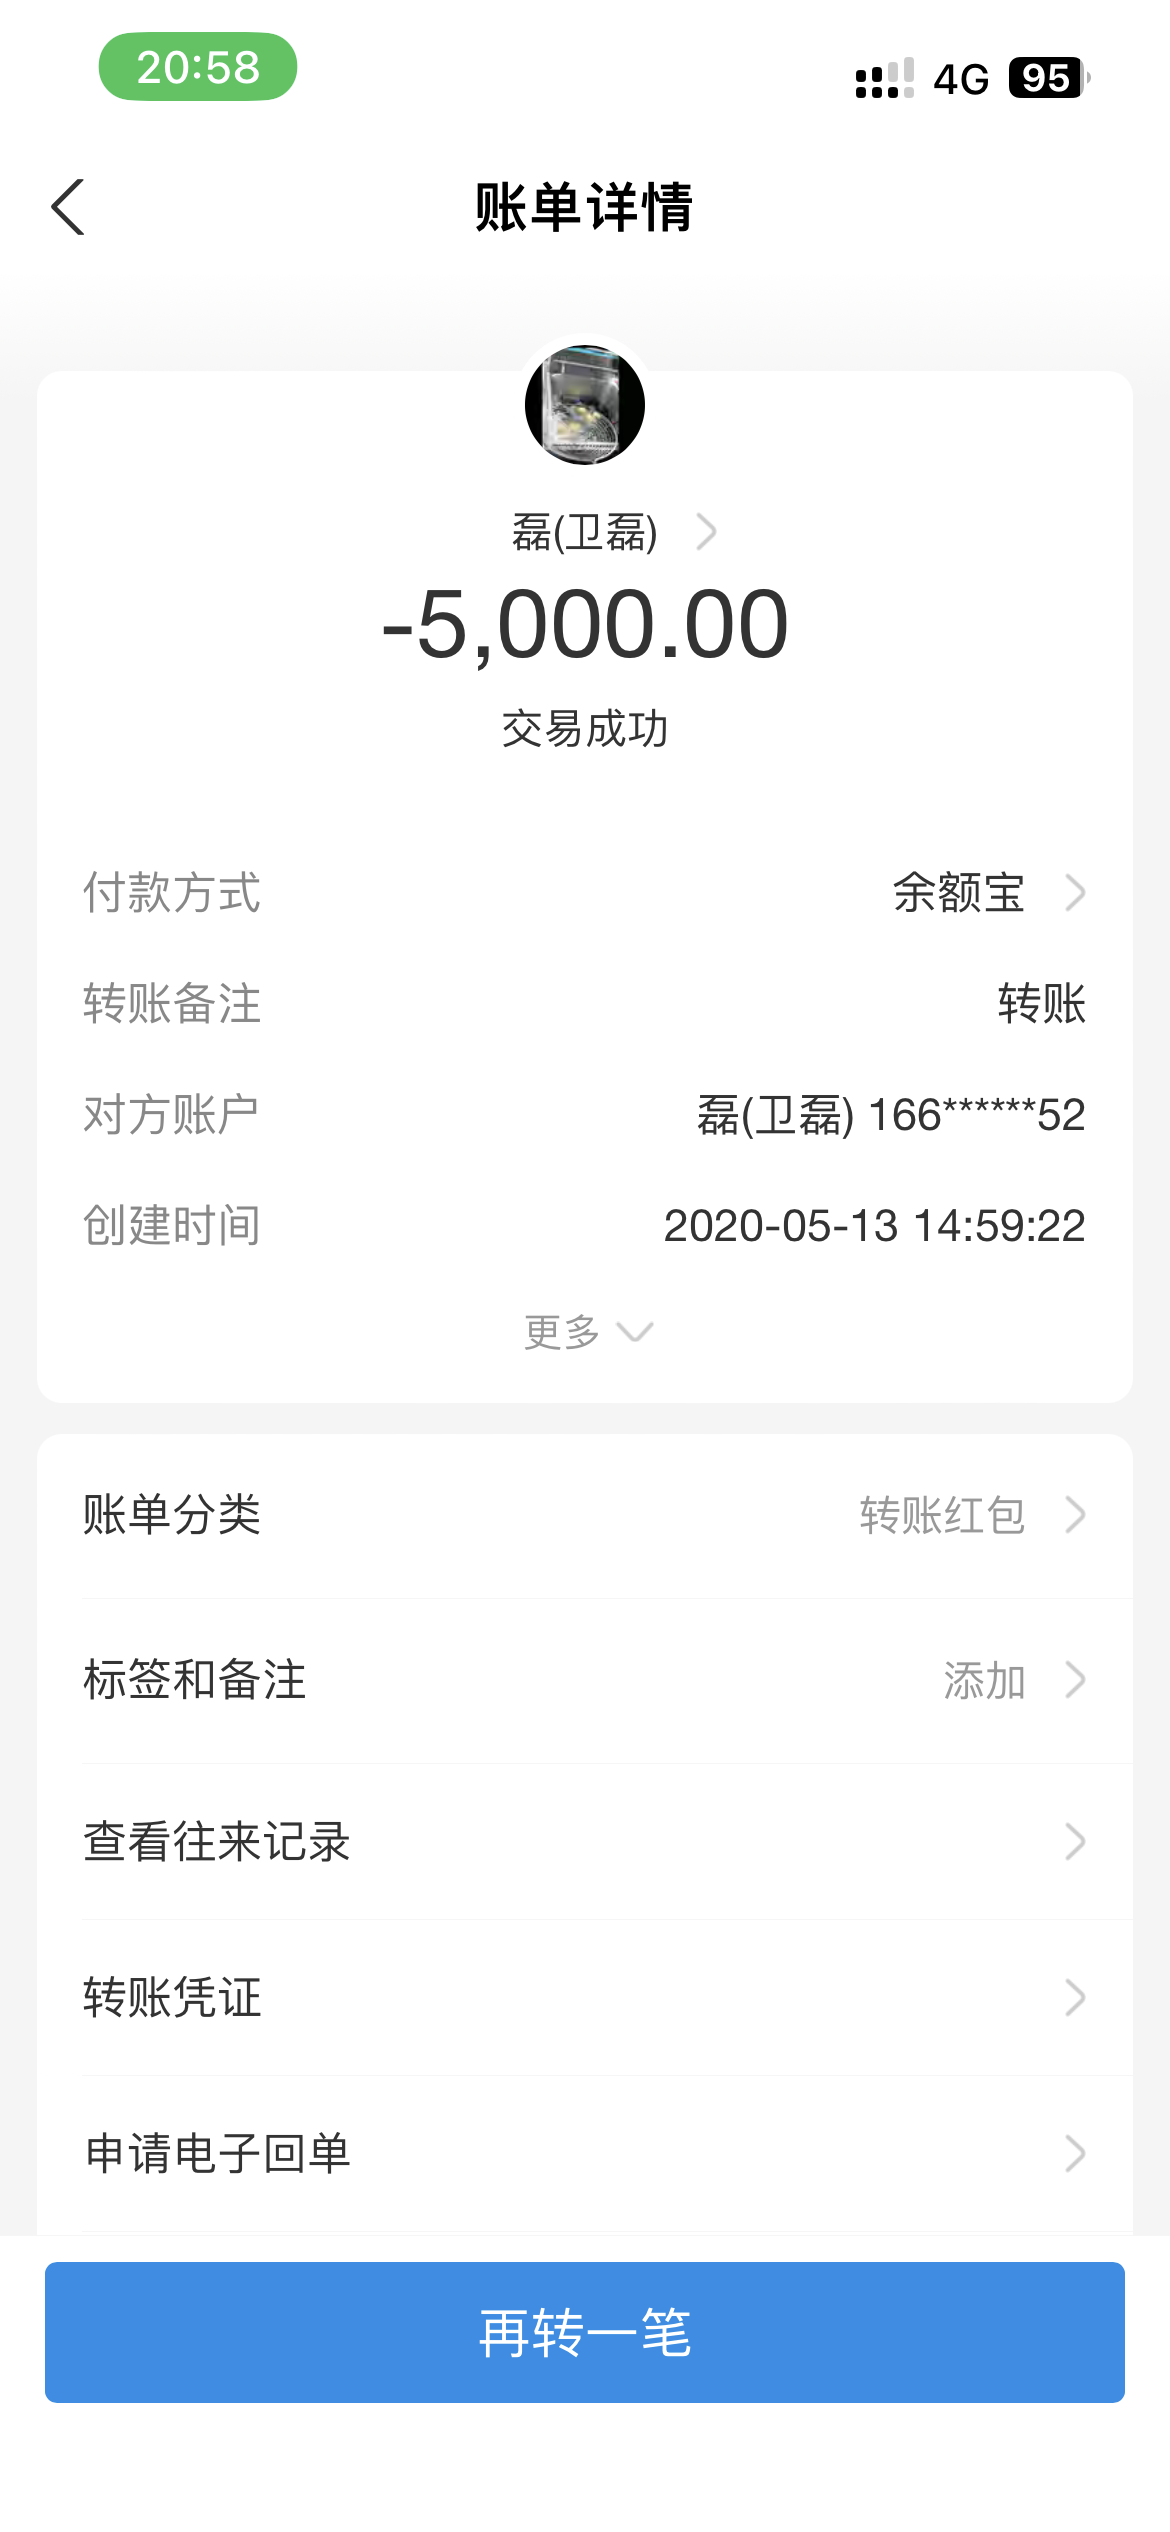 20:58
4G 95
账单详情
磊(卫磊)
-5,000.00
交易成功
付款方式 余额宝
转账备注 转账
对方账户 磊(卫磊) 166******52
创建时间 2020-05-13 14:59:22
更多
账单分类 转账红包
标签和备注 添加
查看往来记录
转账凭证
申请电子回单
再转一笔